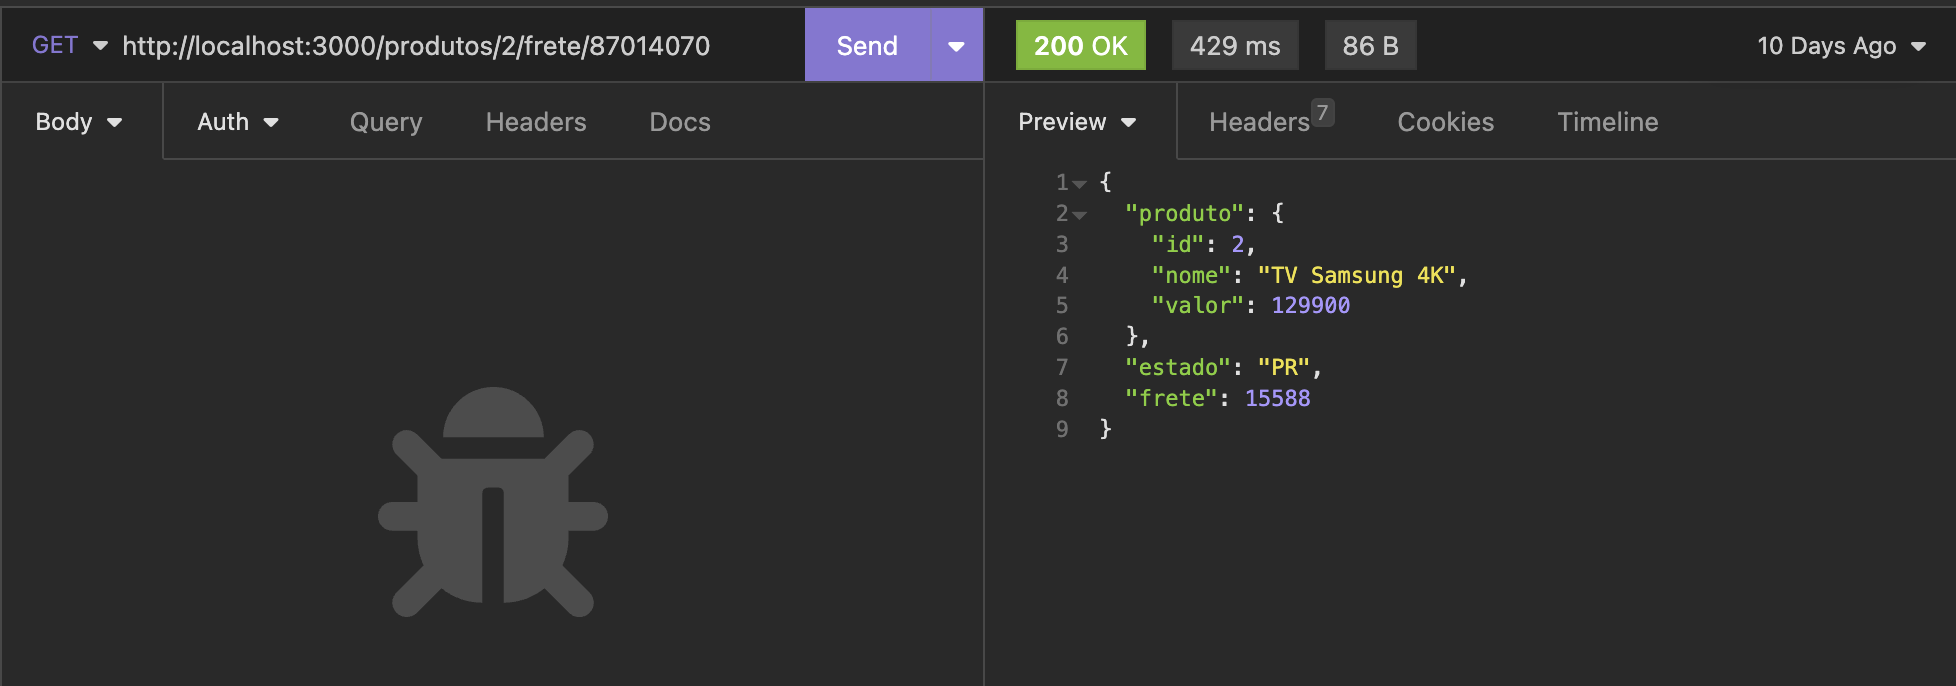 GET http://localhost:3000/produtos/2/frete/87014070 Send 200 OK 429 ms 86 B 10 Days Ago
Body Auth Query Headers Docs Preview Headers 7 Cookies Timeline
1 {
2 "produto": {
3 "id": 2,
4 "nome": "TV Samsung 4K",
5 "valor": 129900
6 },
7 "estado": "PR",
8 "frete": 15588
9 }